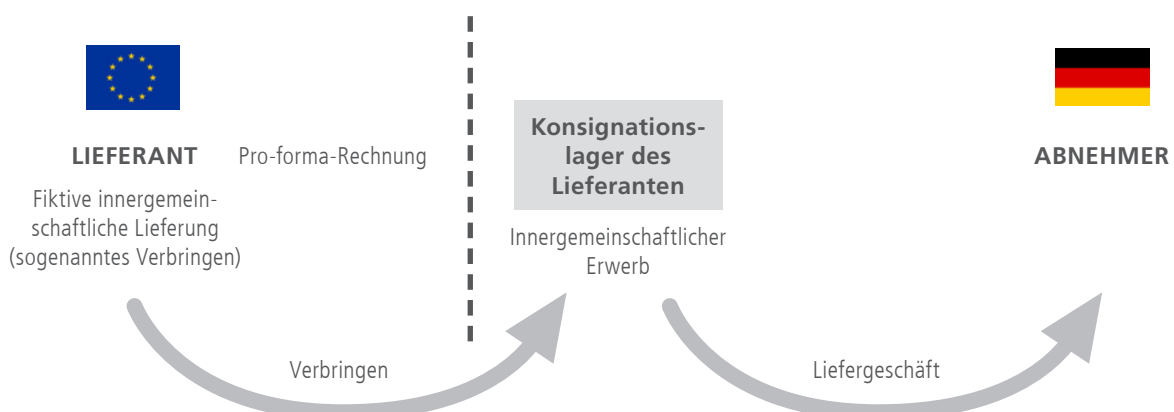 LIEFERANT
Pro-forma-Rechnung
Fiktive innergemein-
schaftliche Lieferung
(sogenanntes Verbringen)
Konsignations-
lager des
Lieferanten
Innergemeinschaftlicher
Erwerb
ABNEHMER
Verbringen
Liefergeschäft